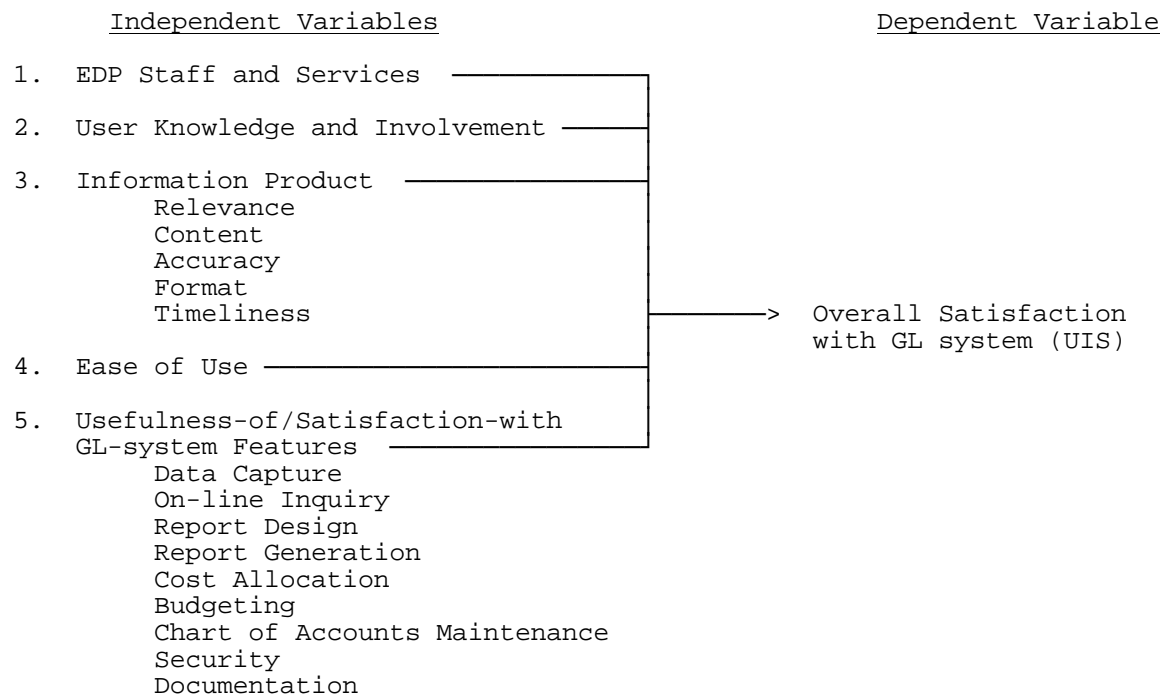 Independent Variables Dependent Variable
1. EDP Staff and Services
2. User Knowledge and Involvement
3. Information Product
Relevance
Content
Accuracy
Format
Timeliness Overall Satisfaction
with GL system (UIS)
4. Ease of Use
5. Usefulness-of/Satisfaction-with
GL-system Features
Data Capture
On-line Inquiry
Report Design
Report Generation
Cost Allocation
Budgeting
Chart of Accounts Maintenance
Security
Documentation